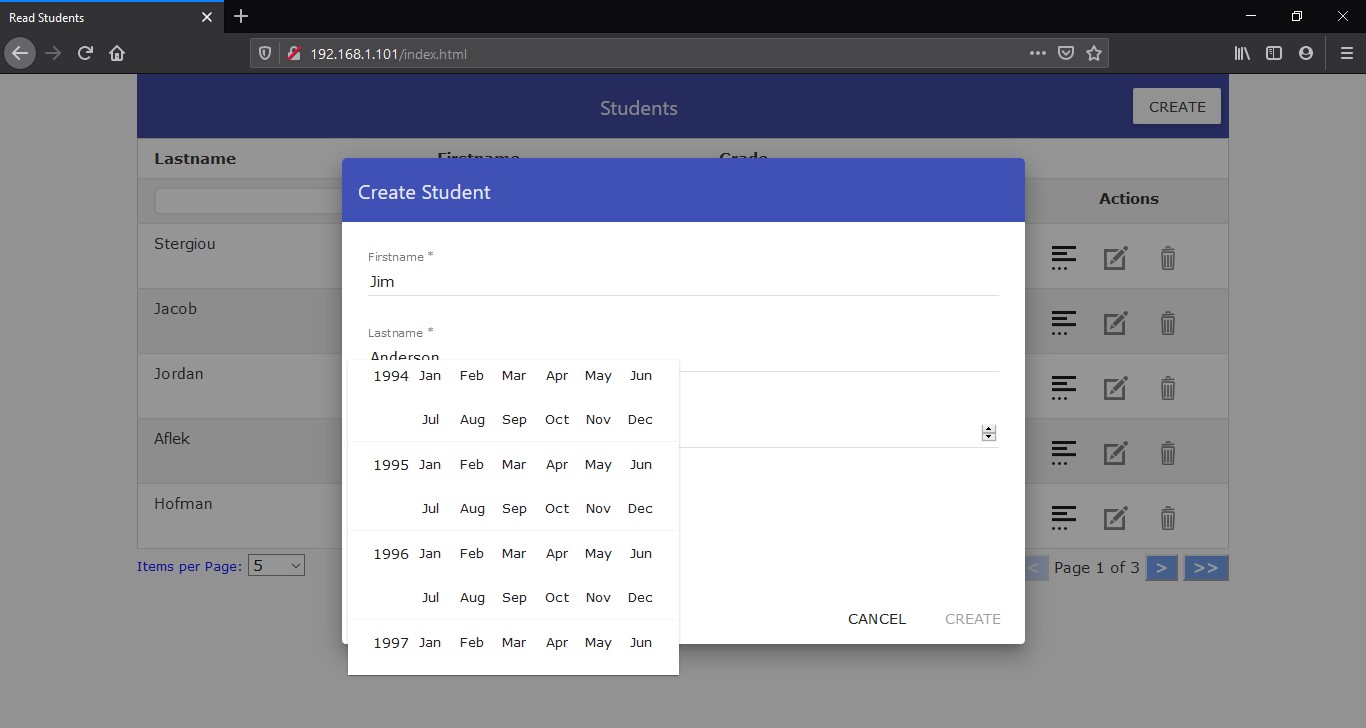 Read Students
192.168.1.101/index.html
Students
CREATE
Lastname Firstname Grade
Actions
Stergiou
Jacob
Jordan
Aflek
Hofman
Items per Page: 5
< Page 1 of 3 > >>
Create Student
Firstname *
Jim
Lastname *
Anderson
1994 Jan Feb Mar Apr May Jun
Jul Aug Sep Oct Nov Dec
1995 Jan Feb Mar Apr May Jun
Jul Aug Sep Oct Nov Dec
1996 Jan Feb Mar Apr May Jun
Jul Aug Sep Oct Nov Dec
1997 Jan Feb Mar Apr May Jun
CANCEL CREATE